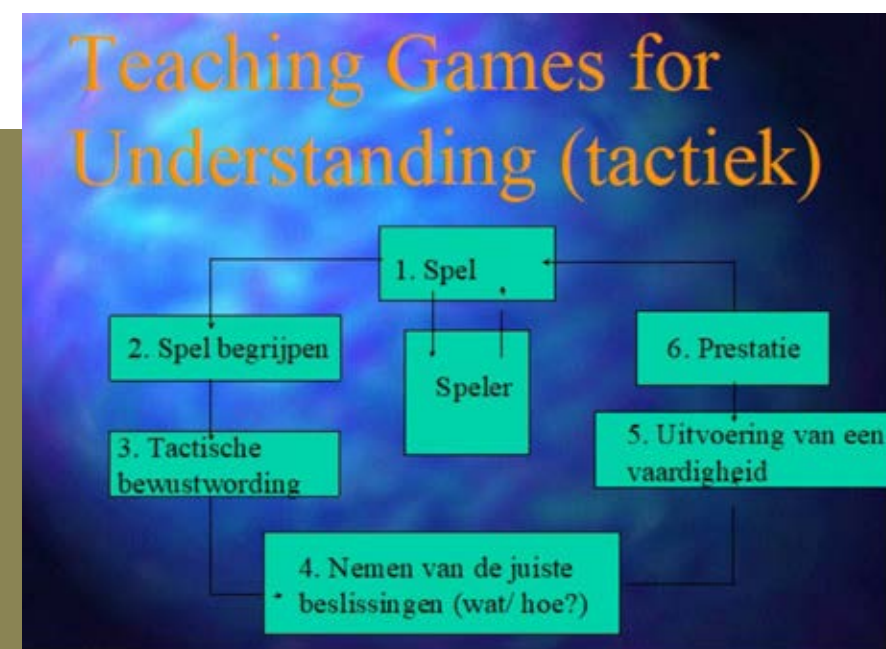 Teaching Games for
Understanding (tactiek)
1. Spel
2. Spel begrijpen
Speler
6. Prestatie
3. Tactische
bewustwording
5. Uitvoering van een
vaardigheid
4. Nemen van de juiste
beslissingen (wat/ hoe?)